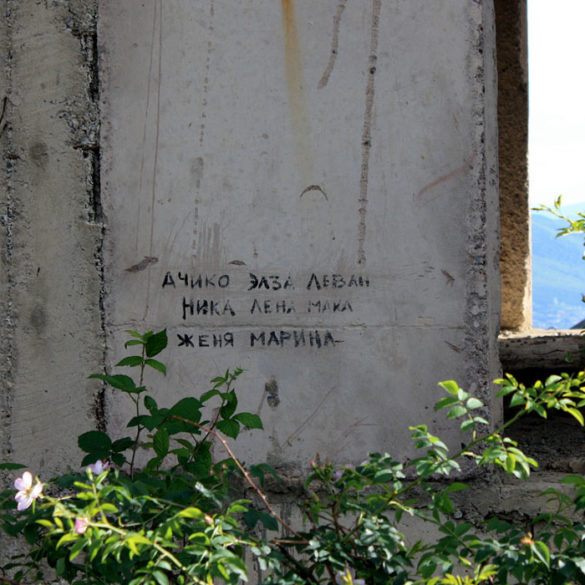 АЧИКО ЭЛЗА ЛЕВАН
НИКА ЛЕНА МАКА
ЖЕНЯ МАРИНА